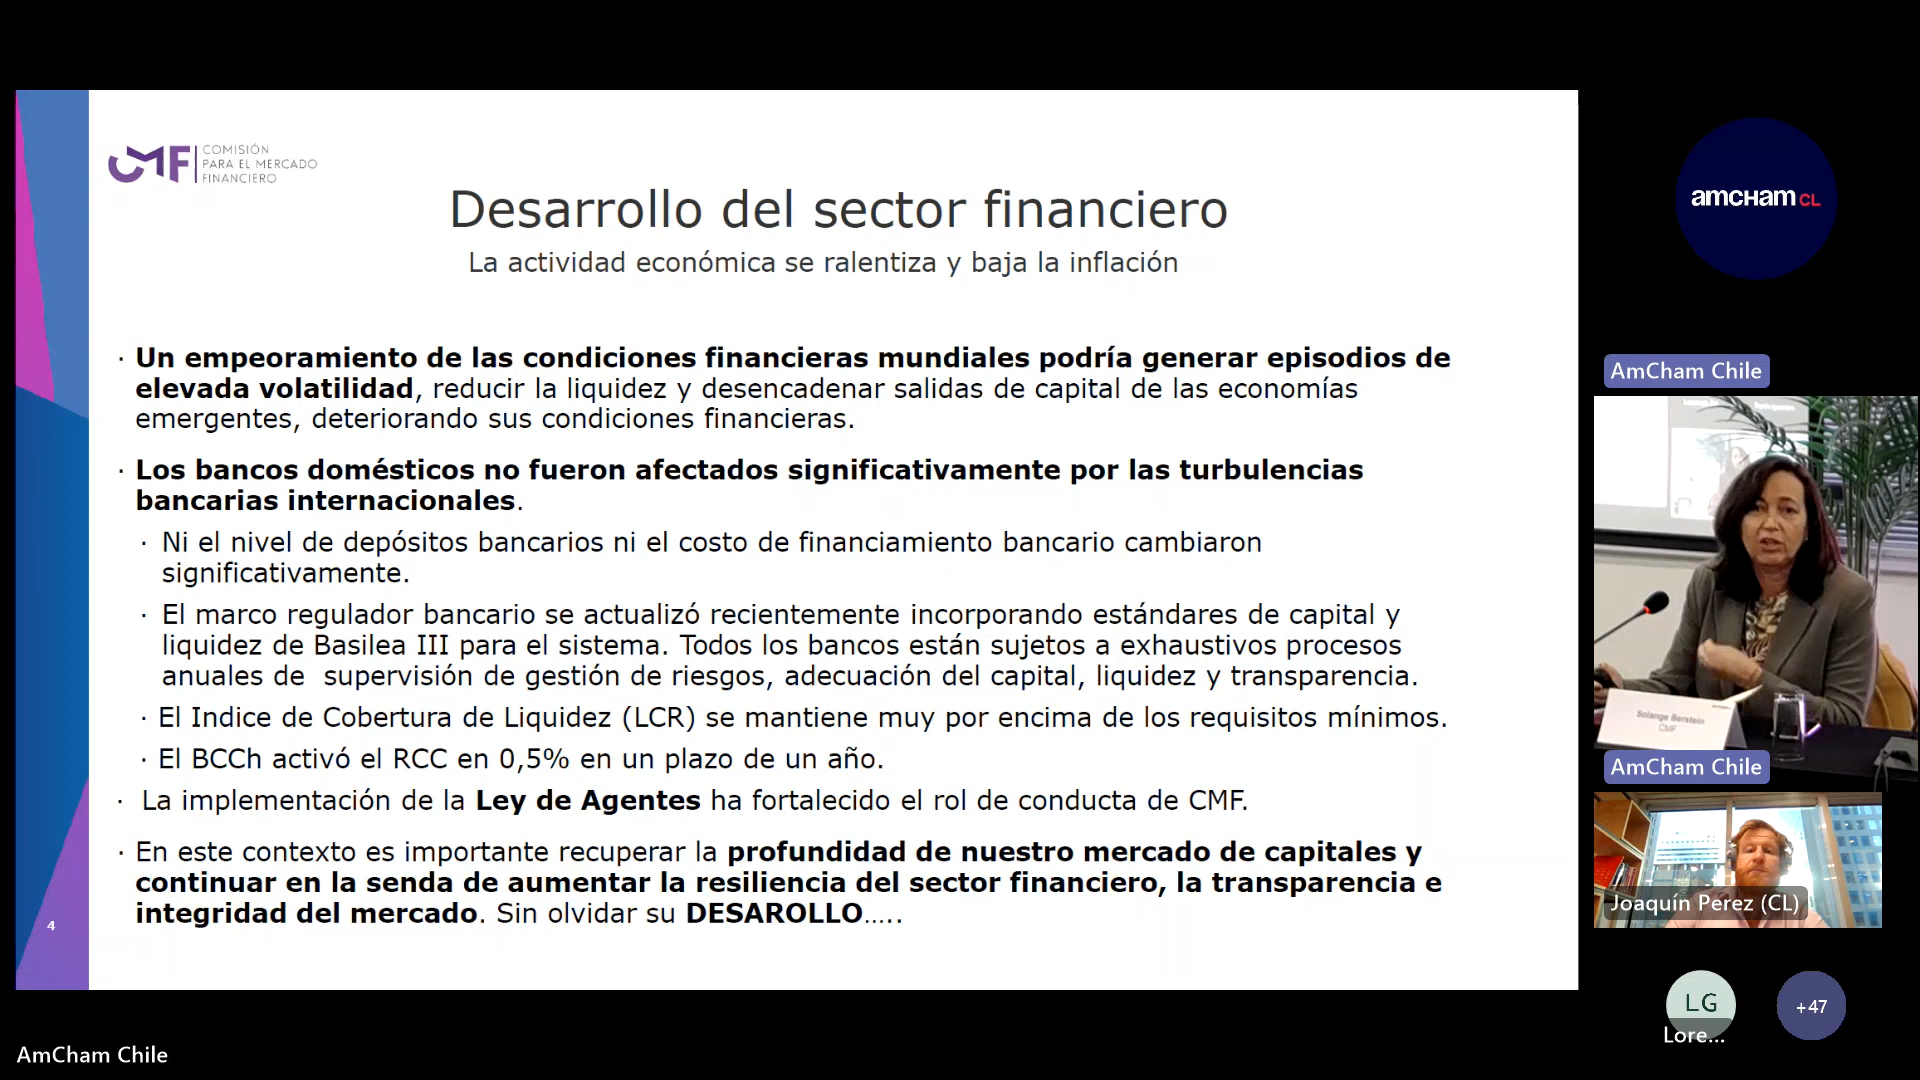 CMF
COMISIÓN
PARA EL MERCADO
FINANCIERO
Desarrollo del sector financiero
La actividad económica se ralentiza y baja la inflación
· Un empeoramiento de las condiciones financieras mundiales podría generar episodios de
elevada volatilidad, reducir la liquidez y desencadenar salidas de capital de las economías
emergentes, deteriorando sus condiciones financieras.
· Los bancos domésticos no fueron afectados significativamente por las turbulencias
bancarias internacionales.
· Ni el nivel de depósitos bancarios ni el costo de financiamiento bancario cambiaron
significativamente.
· El marco regulador bancario se actualizó recientemente incorporando estándares de capital y
liquidez de Basilea III para el sistema. Todos los bancos están sujetos a exhaustivos procesos
anuales de  supervisión de gestión de riesgos, adecuación del capital, liquidez y transparencia.
· El Indice de Cobertura de Liquidez (LCR) se mantiene muy por encima de los requisitos mínimos.
· El BCCh activó el RCC en 0,5% en un plazo de un año.
· La implementación de la Ley de Agentes ha fortalecido el rol de conducta de CMF.
· En este contexto es importante recuperar la profundidad de nuestro mercado de capitales y
continuar en la senda de aumentar la resiliencia del sector financiero, la transparencia e
integridad del mercado. Sin olvidar su DESAROLLO.....
4
AmCham Chile
amCHam CL
AmCham Chile
Solange Berstein
CMF
AmCham Chile
Joaquín Perez (CL)
LG
Lore...
+47